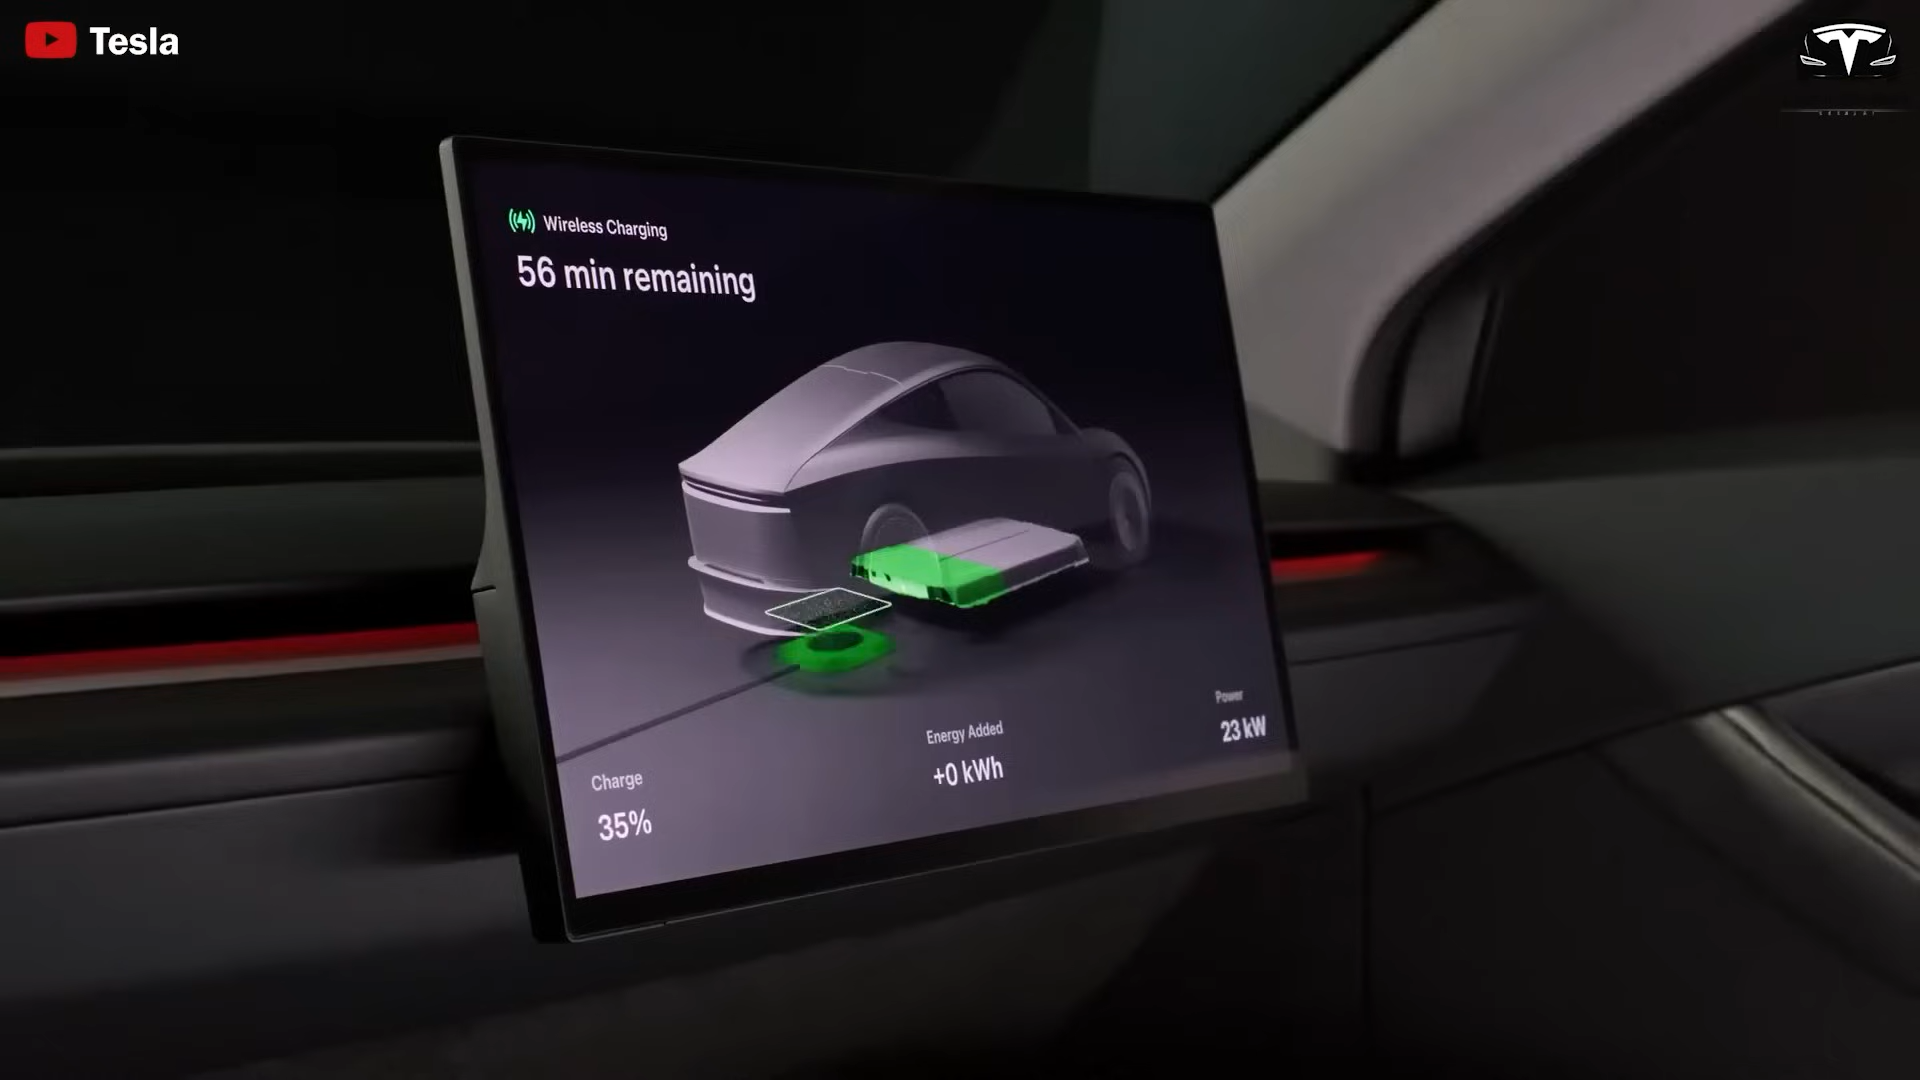 Tesla
Wireless Charging
56 min remaining
Power
23 kW
Energy Added
+0 kWh
Charge
35%